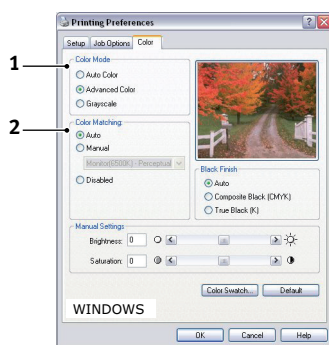 Printing Preferences
Setup Job Options Color
1
Color Mode
Auto Color
Advanced Color
Grayscale
2
Color Matching:
Auto
Manual
Monitor(6500K) - Perceptual
Disabled
Black Finish
Auto
Composite Black (CMYK)
True Black (K)
Manual Settings
Brightness: 0
Saturation: 0
Color Swatch... Default
WINDOWS
OK Cancel Help